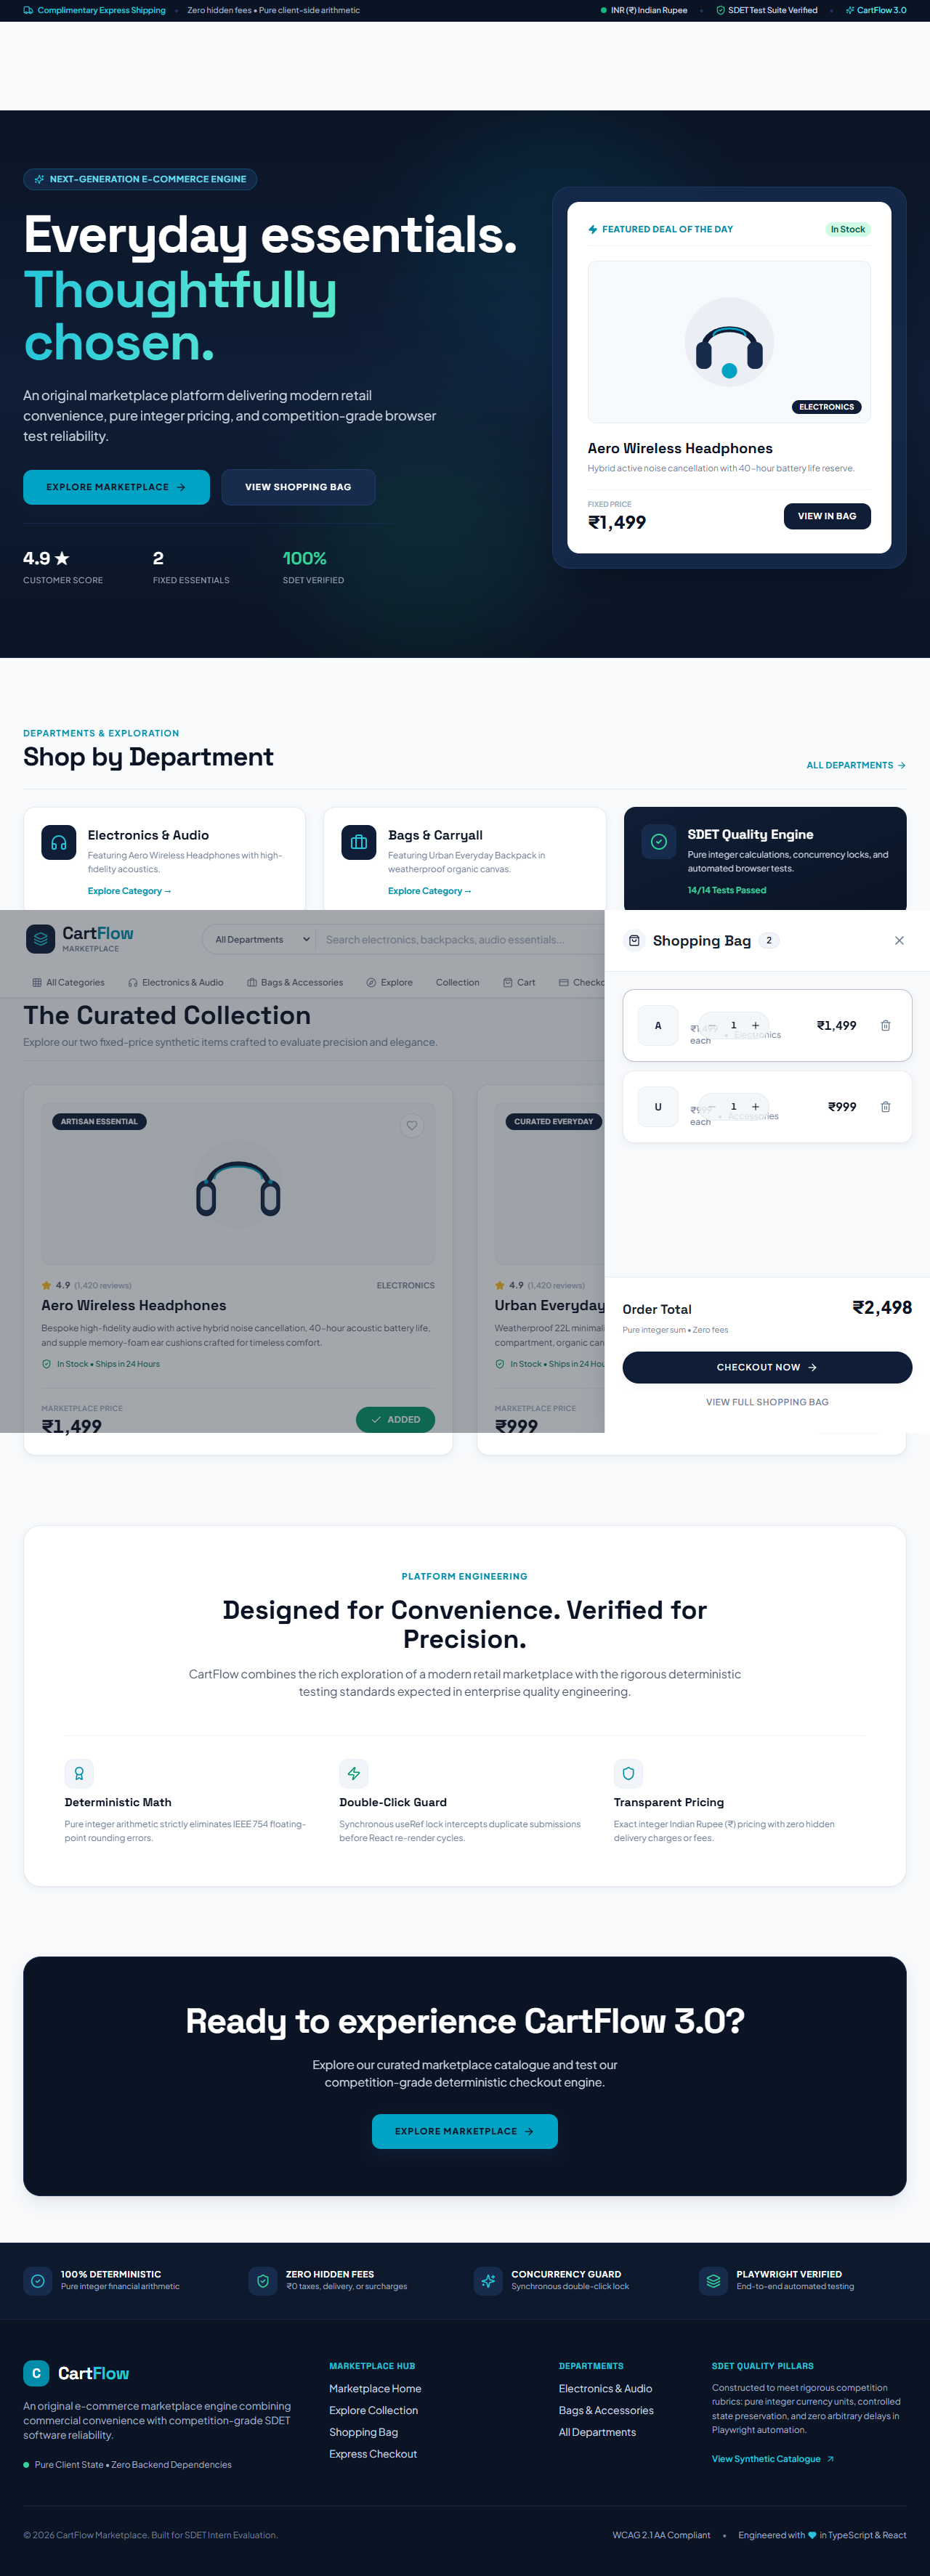 Complimentary Express Shipping • Zero hidden fees • Pure client-side arithmetic
INR (₹) Indian Rupee • SDET Test Suite Verified • CartFlow 3.0
NEXT-GENERATION E-COMMERCE ENGINE
Everyday essentials.
Thoughtfully
chosen.
An original marketplace platform delivering modern retail
convenience, pure integer pricing, and competition-grade browser
test reliability.
EXPLORE MARKETPLACE →
VIEW SHOPPING BAG
4.9 ★
CUSTOMER SCORE
2
FIXED ESSENTIALS
100%
SDET VERIFIED
FEATURED DEAL OF THE DAY
In Stock
ELECTRONICS
Aero Wireless Headphones
Hybrid active noise cancellation with 40-hour battery life reserve.
FIXED PRICE
₹1,499
VIEW IN BAG
DEPARTMENTS & EXPLORATION
Shop by Department
ALL DEPARTMENTS →
Electronics & Audio
Featuring Aero Wireless Headphones with high-
fidelity acoustics.
Explore Category →
Bags & Carryall
Featuring Urban Everyday Backpack in
weatherproof organic canvas.
Explore Category →
SDET Quality Engine
Pure integer calculations, concurrency locks, and
automated browser tests.
14/14 Tests Passed
CartFlow
MARKETPLACE
All Departments
Search electronics, backpacks, audio essentials...
All Categories
Electronics & Audio
Bags & Accessories
Explore
Collection
Cart
Checko
The Curated Collection
Explore our two fixed-price synthetic items crafted to evaluate precision and elegance.
ARTISAN ESSENTIAL
4.9 (1,420 reviews)
ELECTRONICS
Aero Wireless Headphones
Bespoke high-fidelity audio with active hybrid noise cancellation, 40-hour acoustic battery life,
and supple memory-foam ear cushions crafted for timeless comfort.
In Stock • Ships in 24 Hours
MARKETPLACE PRICE
₹1,499
ADDED
CURATED EVERYDAY
4.9 (1,420 reviews)
Urban Everyday
Weatherproof 22L minimali
compartment, organic can
In Stock • Ships in 24 Hou
MARKETPLACE PRICE
₹999
Shopping Bag 2
A
₹1,499 • Electronics
each
1 +
₹1,499
U
₹999 • Accessories
each
1 +
₹999
Order Total
₹2,498
Pure integer sum • Zero fees
CHECKOUT NOW →
VIEW FULL SHOPPING BAG
PLATFORM ENGINEERING
Designed for Convenience. Verified for
Precision.
CartFlow combines the rich exploration of a modern retail marketplace with the rigorous deterministic
testing standards expected in enterprise quality engineering.
Deterministic Math
Pure integer arithmetic strictly eliminates IEEE 754 floating-
point rounding errors.
Double-Click Guard
Synchronous useRef lock intercepts duplicate submissions
before React re-render cycles.
Transparent Pricing
Exact integer Indian Rupee (₹) pricing with zero hidden
delivery charges or fees.
Ready to experience CartFlow 3.0?
Explore our curated marketplace catalogue and test our
competition-grade deterministic checkout engine.
EXPLORE MARKETPLACE →
100% DETERMINISTIC
Pure integer financial arithmetic
ZERO HIDDEN FEES
₹0 taxes, delivery, or surcharges
CONCURRENCY GUARD
Synchronous double-click lock
PLAYWRIGHT VERIFIED
End-to-end automated testing
C CartFlow
An original e-commerce marketplace engine combining
commercial convenience with competition-grade SDET
software reliability.
Pure Client State • Zero Backend Dependencies
MARKETPLACE HUB
Marketplace Home
Explore Collection
Shopping Bag
Express Checkout
DEPARTMENTS
Electronics & Audio
Bags & Accessories
All Departments
SDET QUALITY PILLARS
Constructed to meet rigorous competition
rubrics: pure integer currency units, controlled
state preservation, and zero arbitrary delays in
Playwright automation.
View Synthetic Catalogue ↗
© 2026 CartFlow Marketplace. Built for SDET Intern Evaluation.
WCAG 2.1 AA Compliant • Engineered with in TypeScript & React